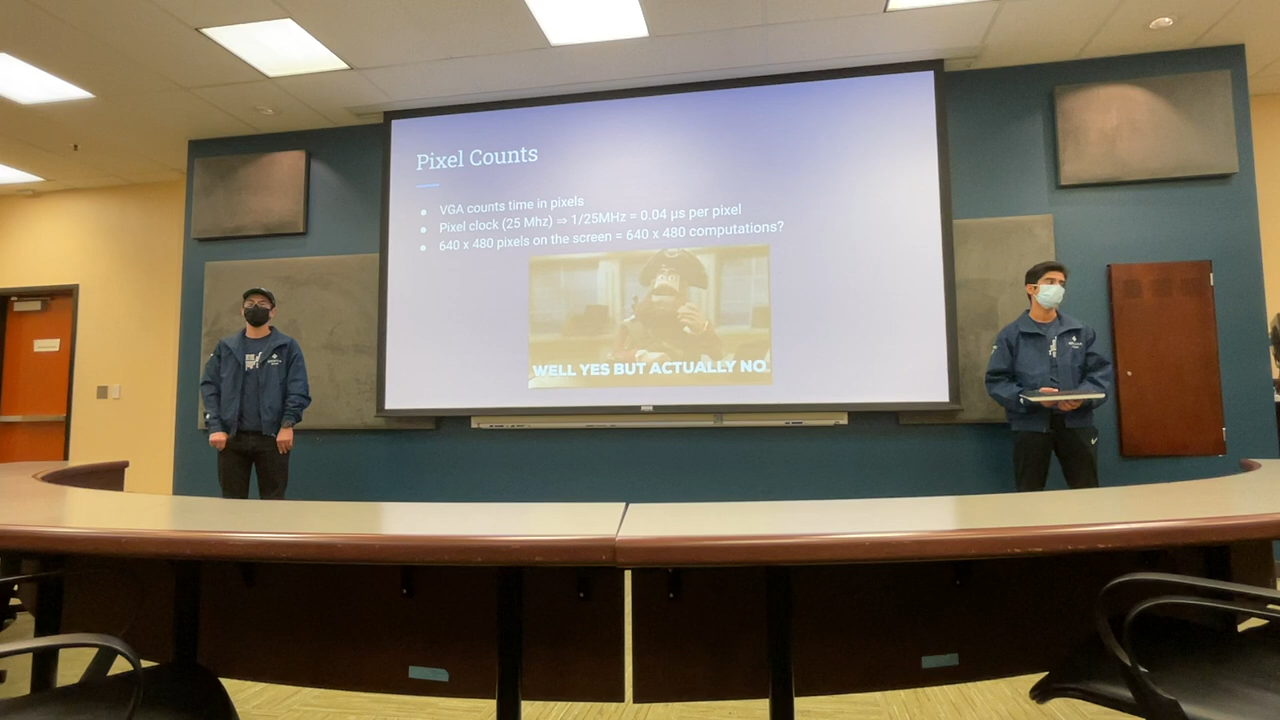 Pixel Counts
● VGA counts time in pixels
● Pixel clock (25 Mhz) ⇒ 1/25MHz = 0.04 μs per pixel
● 640 x 480 pixels on the screen = 640 x 480 computations?
WELL YES BUT ACTUALLY NO.